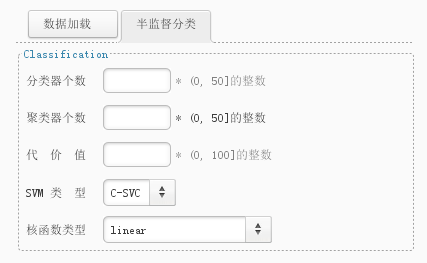 数据加载 半监督分类
Classification
分类器个数 * (0, 50]的整数
聚类器个数 * (0, 50]的整数
代 价 值 * (0, 100]的整数
SVM 类 型 C-SVC
核函数类型 linear